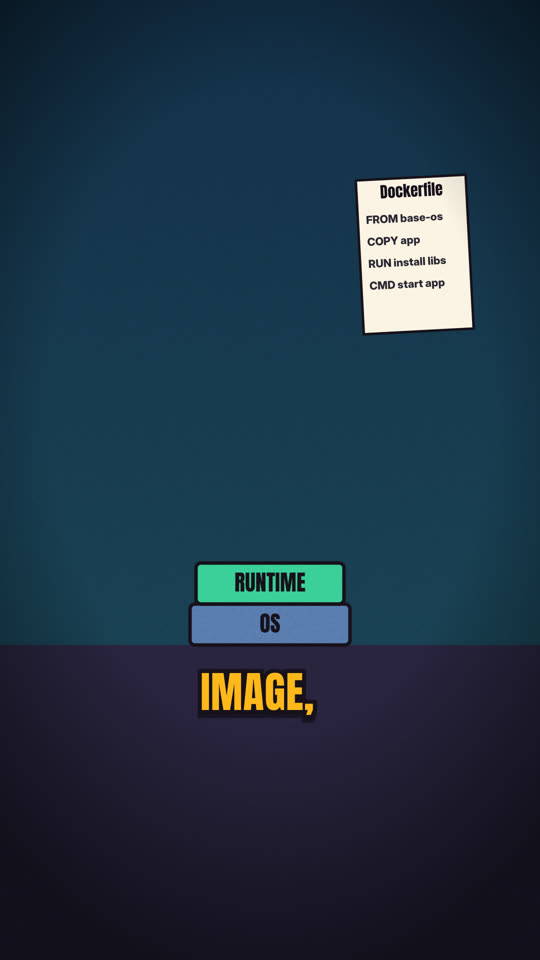 Dockerfile
FROM base-os
COPY app
RUN install libs
CMD start app
RUNTIME
OS
IMAGE,